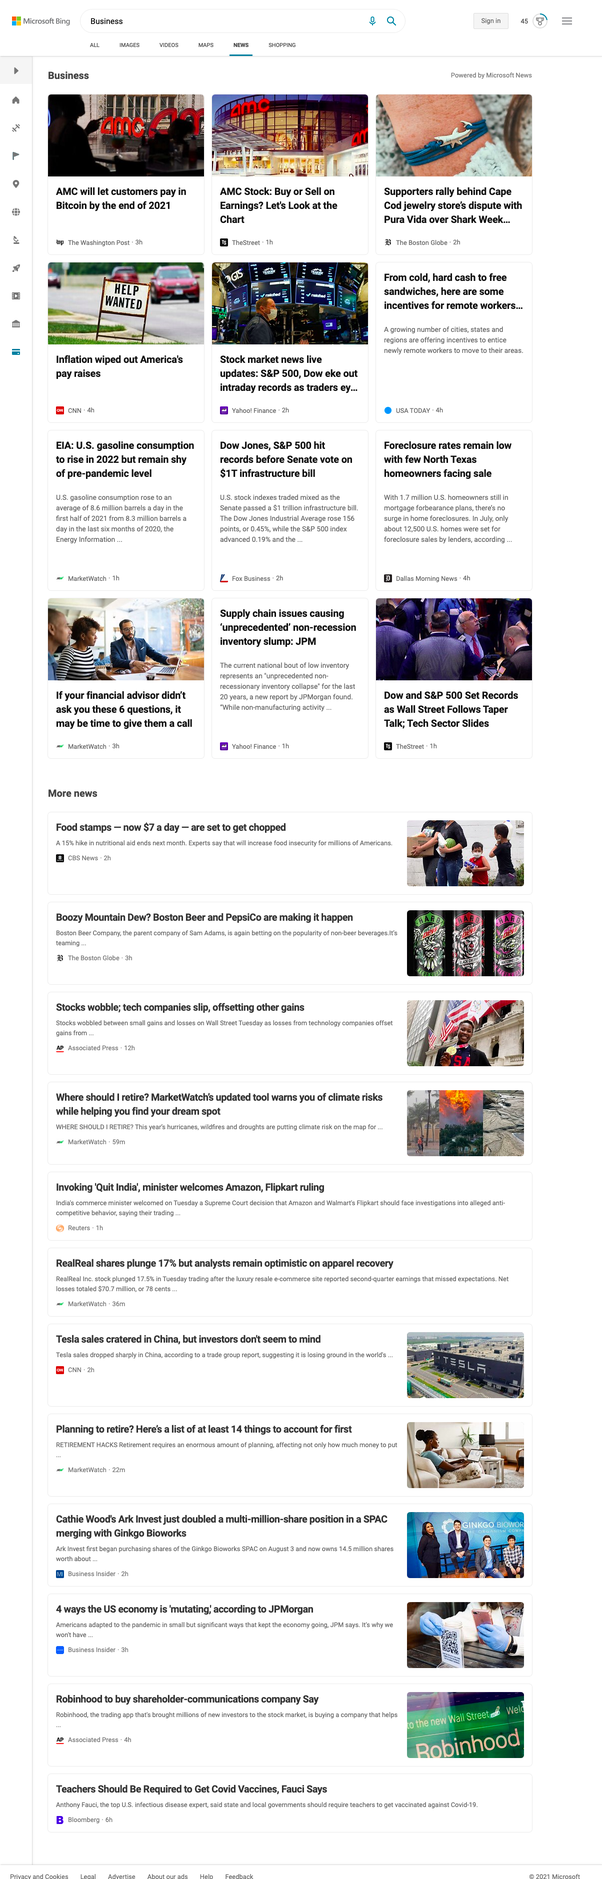 Microsoft Bing
Business
Sign in
45
ALL
IMAGES
VIDEOS
MAPS
NEWS
SHOPPING
Business
Powered by Microsoft News
amc
AMC will let customers pay in
Bitcoin by the end of 2021
The Washington Post · 3h
amc
AMC Stock: Buy or Sell on
Earnings? Let's Look at the
Chart
TheStreet · 1h
Supporters rally behind Cape
Cod jewelry store's dispute with
Pura Vida over Shark Week…
The Boston Globe · 2h
HELP
WANTED
Inflation wiped out America's
pay raises
CNN · 4h
Stock market news live
updates: S&P 500, Dow eke out
intraday records as traders ey…
Yahoo! Finance · 2h
From cold, hard cash to free
sandwiches, here are some
incentives for remote workers…
A growing number of cities, states and
regions are offering incentives to entice
newly remote workers to move to their areas.
USA TODAY · 4h
EIA: U.S. gasoline consumption
to rise in 2022 but remain shy
of pre-pandemic level
U.S. gasoline consumption rose to an
average of 8.6 million barrels a day in the
first half of 2021 from 8.3 million barrels a
day in the last six months of 2020, the
Energy Information ...
MarketWatch · 1h
Dow Jones, S&P 500 hit
records before Senate vote on
$1T infrastructure bill
U.S. stock indexes traded mixed as the
Senate passed a $1 trillion infrastructure bill.
The Dow Jones Industrial Average rose 156
points, or 0.45%, while the S&P 500 index
advanced 0.19% and the ...
Fox Business · 2h
Foreclosure rates remain low
with few North Texas
homeowners facing sale
With 1.7 million U.S. homeowners still in
mortgage forbearance plans, there's no
surge in home foreclosures. In July, only
about 12,500 U.S. homes were set for
foreclosure sales by lenders, according ...
Dallas Morning News · 4h
If your financial advisor didn't
ask you these 6 questions, it
may be time to give them a call
MarketWatch · 3h
Supply chain issues causing
'unprecedented' non-recession
inventory slump: JPM
The current national bout of low inventory
represents an "unprecedented non-
recessionary inventory collapse" for the last
20 years, a new report by JPMorgan found.
"While non-manufacturing activity ...
Yahoo! Finance · 1h
Dow and S&P 500 Set Records
as Wall Street Follows Taper
Talk; Tech Sector Slides
TheStreet · 1h
More news
Food stamps — now $7 a day — are set to get chopped
A 15% hike in nutritional aid ends next month. Experts say that will increase food insecurity for millions of Americans.
CBS News · 2h
Boozy Mountain Dew? Boston Beer and PepsiCo are making it happen
Boston Beer Company, the parent company of Sam Adams, is again betting on the popularity of non-beer beverages.It's
teaming ...
The Boston Globe · 3h
Stocks wobble; tech companies slip, offsetting other gains
Stocks wobbled between small gains and losses on Wall Street Tuesday as losses from technology companies offset
gains from ...
AP
Associated Press · 12h
Where should I retire? MarketWatch's updated tool warns you of climate risks
while helping you find your dream spot
WHERE SHOULD I RETIRE? This year's hurricanes, wildfires and droughts are putting climate risk on the map for ...
MarketWatch · 59m
Invoking 'Quit India', minister welcomes Amazon, Flipkart ruling
India's commerce minister welcomed on Tuesday a Supreme Court decision that Amazon and Walmart's Flipkart should face investigations into alleged anti-
competitive behavior, saying their trading ...
Reuters · 1h
RealReal shares plunge 17% but analysts remain optimistic on apparel recovery
RealReal Inc. stock plunged 17.5% in Tuesday trading after the luxury resale e-commerce site reported second-quarter earnings that missed expectations. Net
losses totaled $70.7 million, or 78 cents ...
MarketWatch · 36m
Tesla sales cratered in China, but investors don't seem to mind
Tesla sales dropped sharply in China, according to a trade group report, suggesting it is losing ground in the world's ...
CNN · 2h
TESLA
Planning to retire? Here's a list of at least 14 things to account for first
RETIREMENT HACKS Retirement requires an enormous amount of planning, affecting not only how much money to put
...
MarketWatch · 22m
Cathie Wood's Ark Invest just doubled a multi-million-share position in a SPAC
merging with Ginkgo Bioworks
Ark Invest first began purchasing shares of the Ginkgo Bioworks SPAC on August 3 and now owns 14.5 million shares
worth about ...
Business Insider · 2h
GINKGO BIOWOR
4 ways the US economy is 'mutating,' according to JPMorgan
Americans adapted to the pandemic in small but significant ways that kept the economy going, JPM says. It's why we
won't have ...
Business Insider · 3h
Robinhood to buy shareholder-communications company Say
Robinhood, the trading app that's brought millions of new investors to the stock market, is buying a company that helps
...
AP
Associated Press · 4h
to the new Wall Street
Welc
Robinhood
Teachers Should Be Required to Get Covid Vaccines, Fauci Says
Anthony Fauci, the top U.S. infectious disease expert, said state and local governments should require teachers to get vaccinated against Covid-19.
B
Bloomberg · 6h
Privacy and Cookies
Legal
Advertise
About our ads
Help
Feedback
© 2021 Microsoft